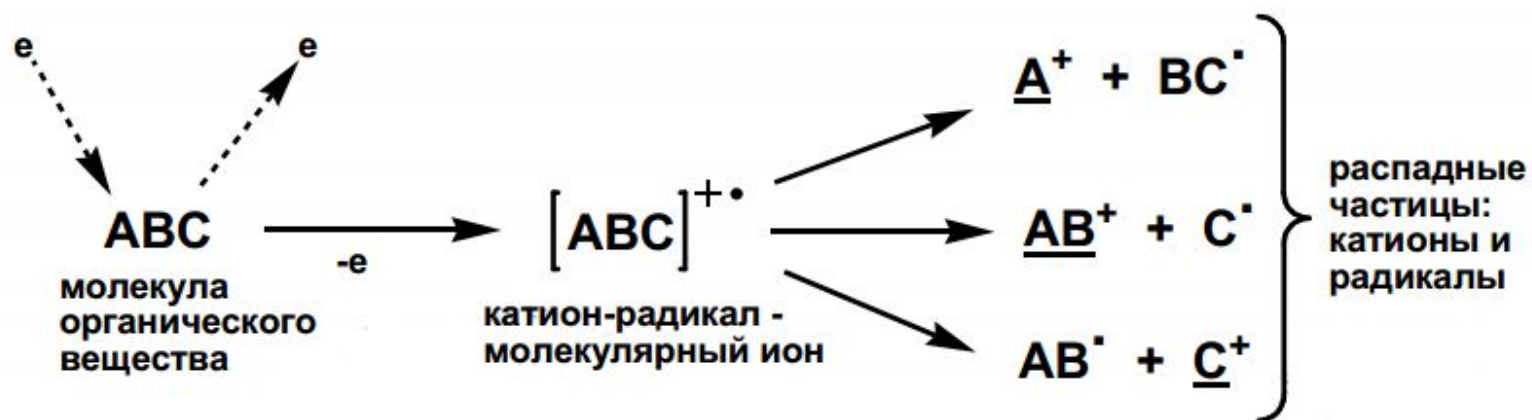 e e
A⁺ + BC˙
ABC
-e
[ABC]⁺•
AB⁺ + C˙
AB˙ + C⁺
молекула
органического
вещества
катион-радикал -
молекулярный ион
распадные
частицы:
катионы и
радикалы